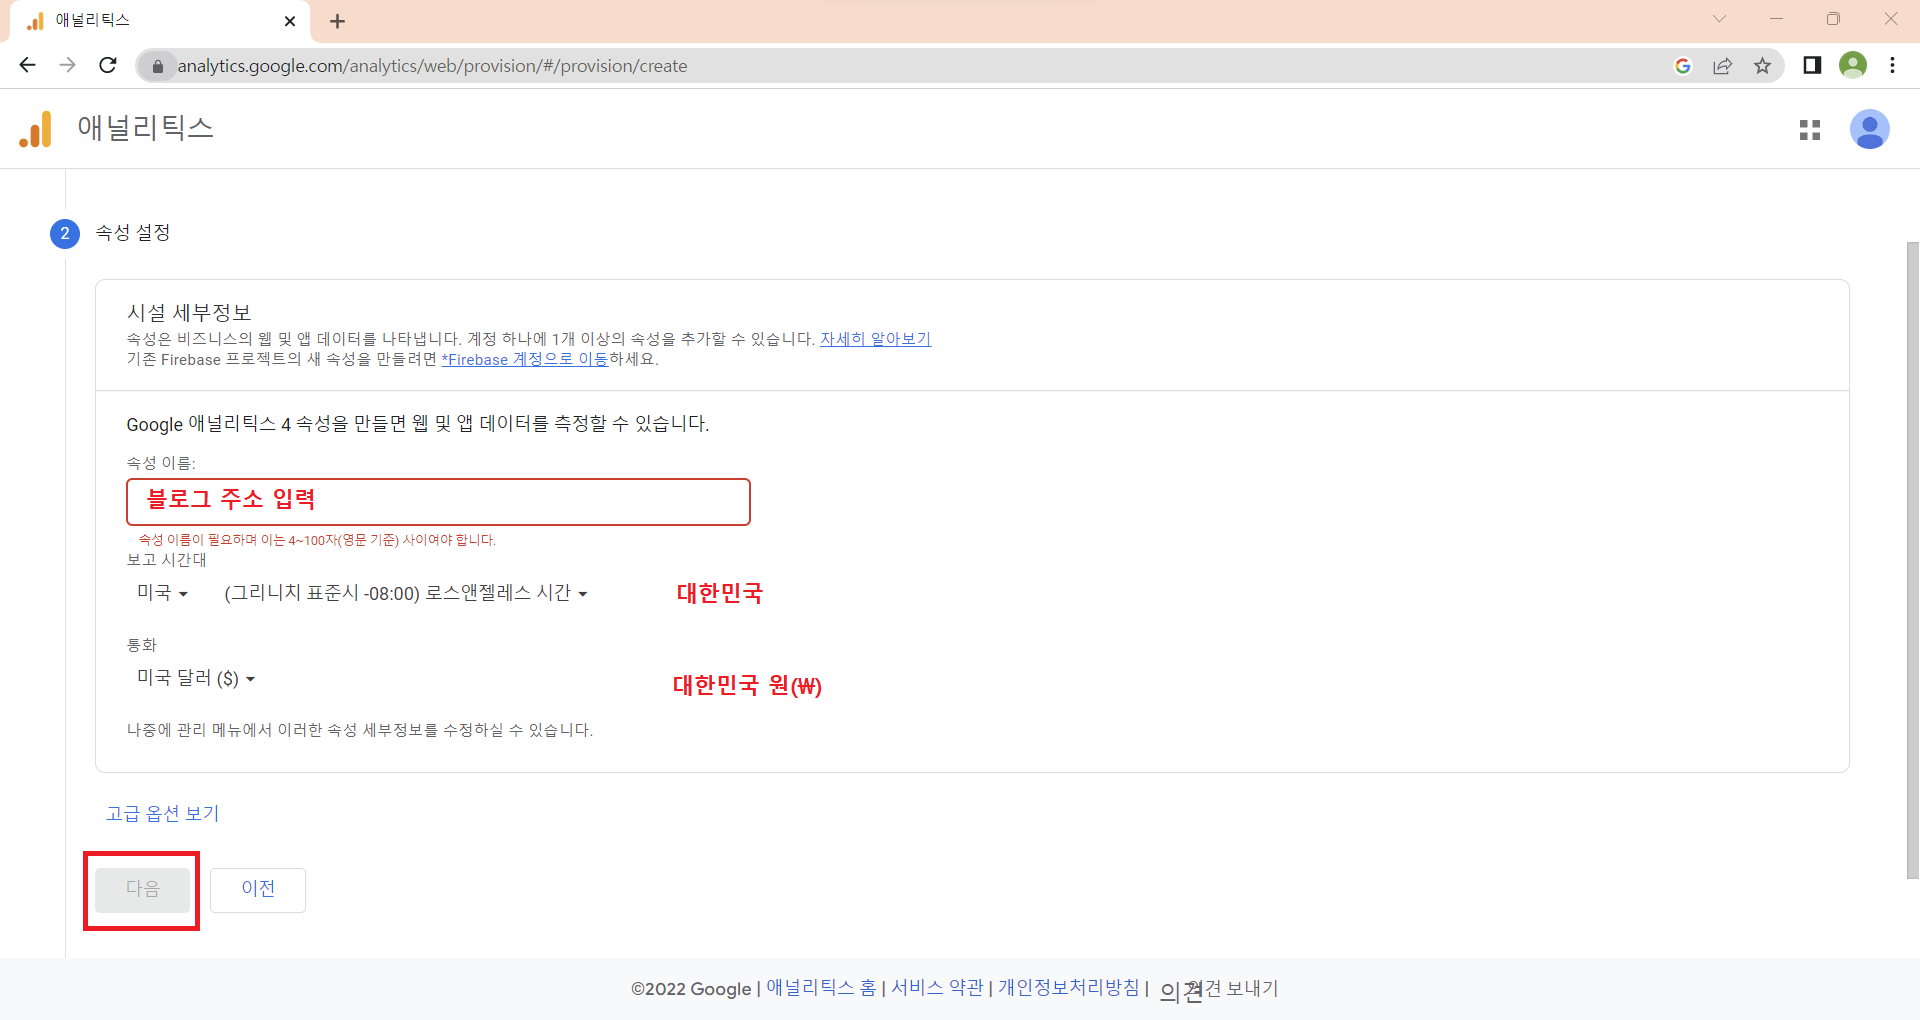 애널리틱스
analytics.google.com/analytics/web/provision/#/provision/create
애널리틱스
2 속성 설정
시설 세부정보
속성은 비즈니스의 웹 및 앱 데이터를 나타냅니다. 계정 하나에 1개 이상의 속성을 추가할 수 있습니다. 자세히 알아보기
기존 Firebase 프로젝트의 새 속성을 만들려면 *Firebase 계정으로 이동하세요.
Google 애널리틱스 4 속성을 만들면 웹 및 앱 데이터를 측정할 수 있습니다.
속성 이름:
블로그 주소 입력
속성 이름이 필요하며 이는 4~100자(영문 기준) 사이여야 합니다.
보고 시간대
미국 (그리니치 표준시 -08:00) 로스앤젤레스 시간 대한민국
통화
미국 달러 ($)
대한민국 원(₩)
나중에 관리 메뉴에서 이러한 속성 세부정보를 수정하실 수 있습니다.
고급 옵션 보기
다음 이전
©2022 Google | 애널리틱스 홈 | 서비스 약관 | 개인정보처리방침 | 의견 의견 보내기